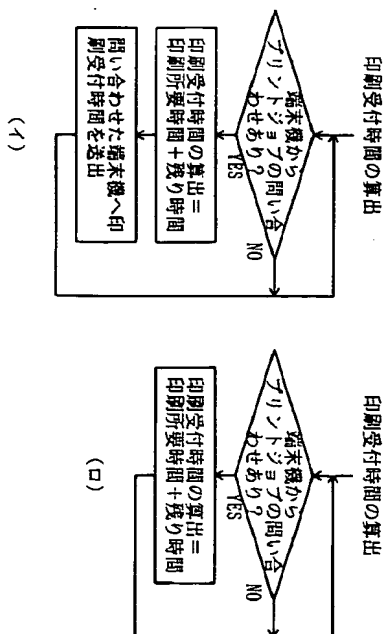 印刷受付時間の算出
端末機から
プリントジョブの問い合
わせあり？
YES
NO
印刷受付時間の算出＝
印刷所要時間＋残り時間
問い合わせた端末機へ印
刷受付時間を送出
(イ)
印刷受付時間の算出
端末機から
プリントジョブの問い合
わせあり？
YES
NO
印刷受付時間の算出＝
印刷所要時間＋残り時間
(ロ)